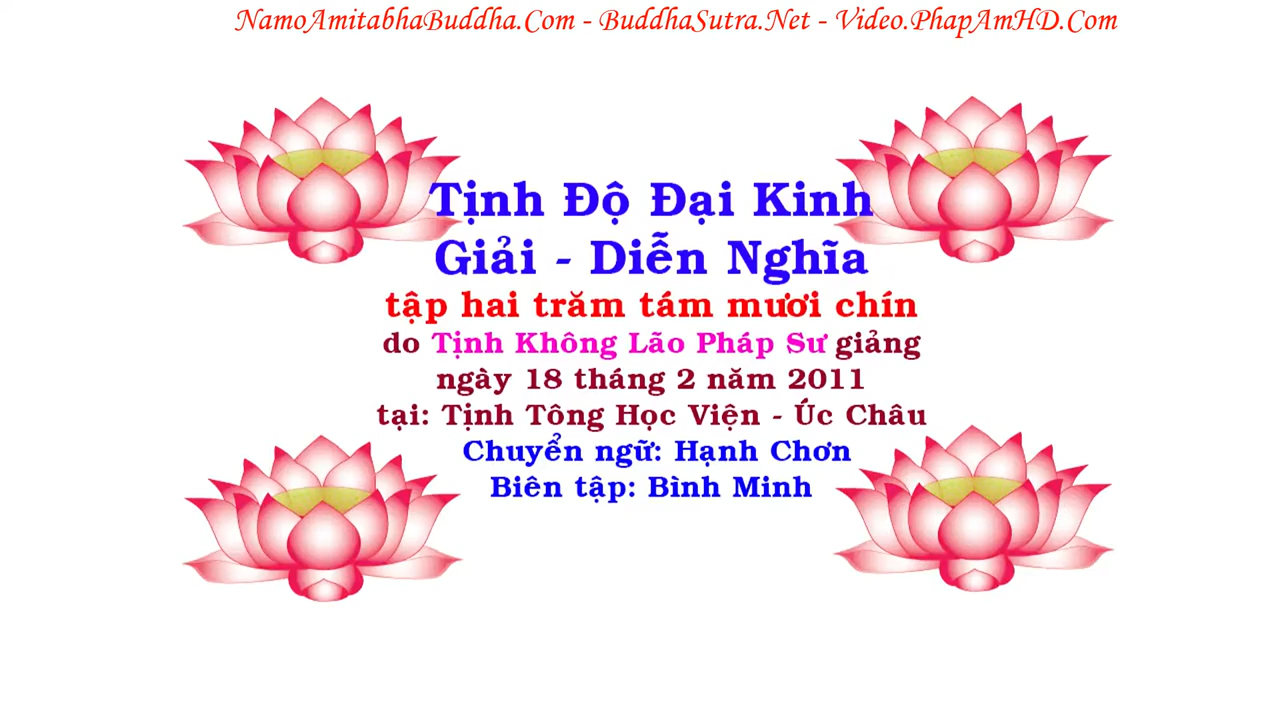 NamoAmitabhaBuddha.Com - BuddhaSutra.Net - Video.PhapAmHD.Com
Tịnh Độ Đại Kinh
Giải - Diễn Nghĩa
tập hai trăm tám mươi chín
do Tịnh Không Lão Pháp Sư giảng
ngày 18 tháng 2 năm 2011
tại: Tịnh Tông Học Viện - Úc Châu
Chuyển ngữ: Hạnh Chơn
Biên tập: Bình Minh